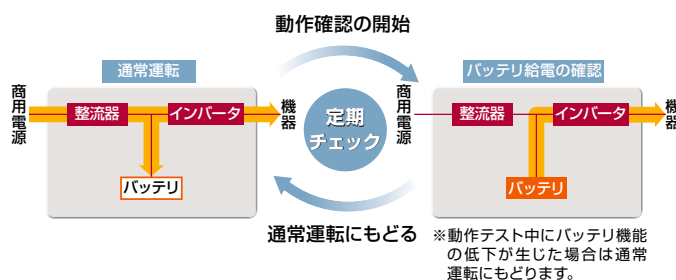 動作確認の開始
通常運転
商用電源
整流器
インバータ
機器
バッテリ
定期
チェック
バッテリ給電の確認
商用電源
整流器
インバータ
機器
バッテリ
通常運転にもどる
※動作テスト中にバッテリ機能
の低下が生じた場合は通常
運転にもどります。